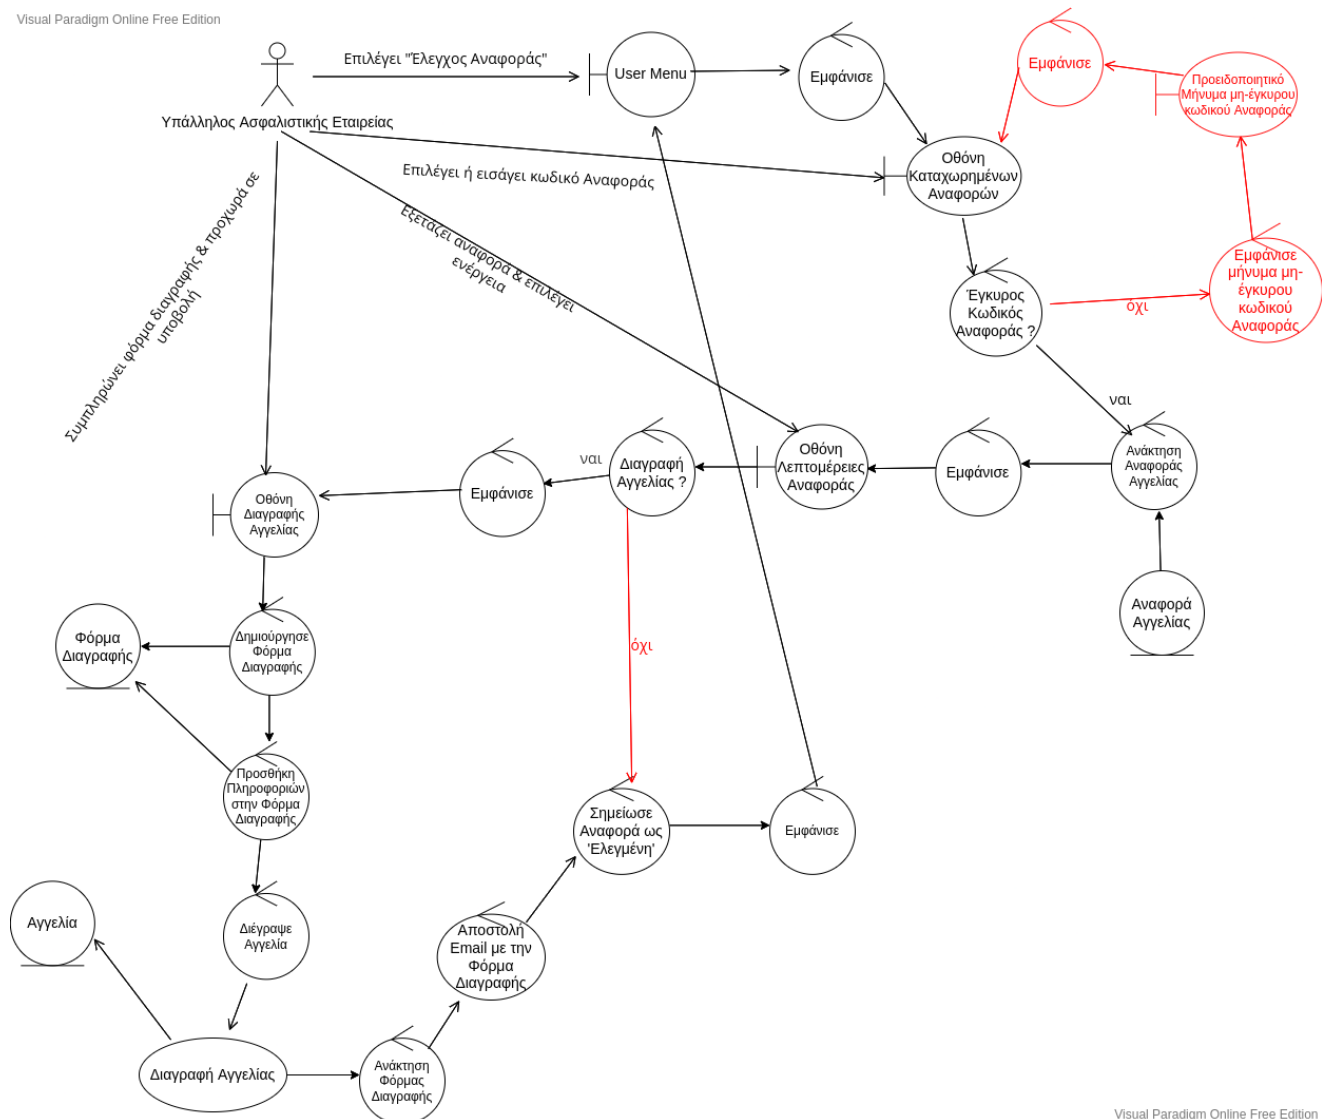 Visual Paradigm Online Free Edition
Επιλέγει "Έλεγχος Αναφοράς"
User Menu
Εμφάνισε
Εμφάνισε
Προειδοποιητικό
Μήνυμα μη-έγκυρου
κωδικού Αναφοράς
Υπάλληλος Ασφαλιστικής Εταιρείας
Επιλέγει ή εισάγει κωδικό Αναφοράς
Οθόνη
Καταχωρημένων
Αναφορών
Συμπληρώνει φόρμα διαγραφής & προχωρά σε
υποβολή
Εξετάζει αναφορά & επιλέγει
ενέργεια
Έγκυρος
Κωδικός
Αναφοράς ?
όχι
Εμφάνισε
μήνυμα μη-
έγκυρου
κωδικού
Αναφοράς
ναι
Οθόνη
Διαγραφής
Αγγελίας
Εμφάνισε
ναι
Διαγραφή
Αγγελίας ?
Οθόνη
Λεπτομέρειες
Αναφοράς
Εμφάνισε
Ανάκτηση
Αναφοράς
Αγγελίας
Αναφορά
Αγγελίας
Φόρμα
Διαγραφής
Δημιούργησε
Φόρμα
Διαγραφής
όχι
Προσθήκη
Πληροφοριών
στην Φόρμα
Διαγραφής
Σημείωσε
Αναφορά ως
'Ελεγμένη'
Εμφάνισε
Αγγελία
Διέγραψε
Αγγελία
Αποστολή
Email με την
Φόρμα
Διαγραφής
Διαγραφή Αγγελίας
Ανάκτηση
Φόρμας
Διαγραφής
Visual Paradigm Online Free Edition